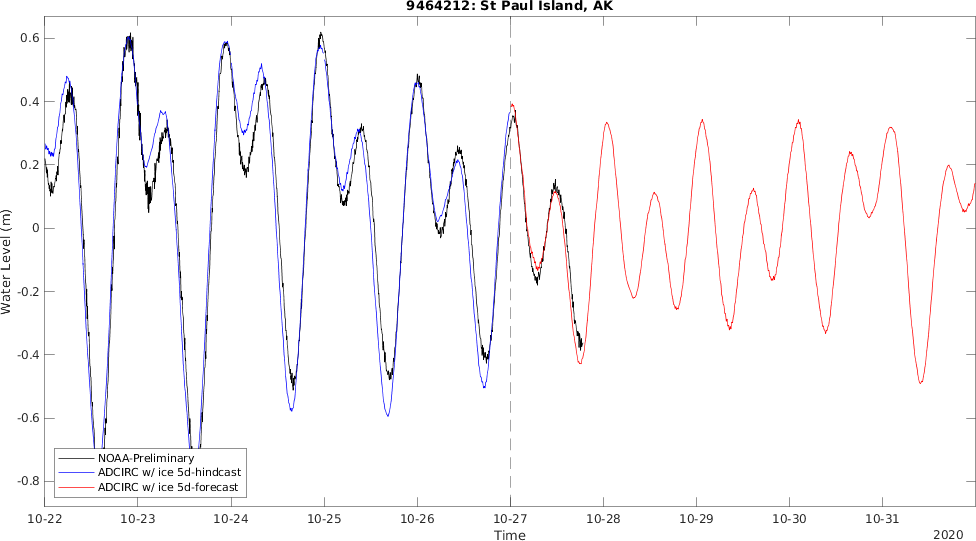 9464212: St Paul Island, AK
0.6
0.4
0.2
0
-0.2
-0.4
-0.6
-0.8
Water Level (m)
NOAA-Preliminary
ADCIRC w/ ice 5d-hindcast
ADCIRC w/ ice 5d-forecast
10-22 10-23 10-24 10-25 10-26 10-27 10-28 10-29 10-30 10-31
Time
2020